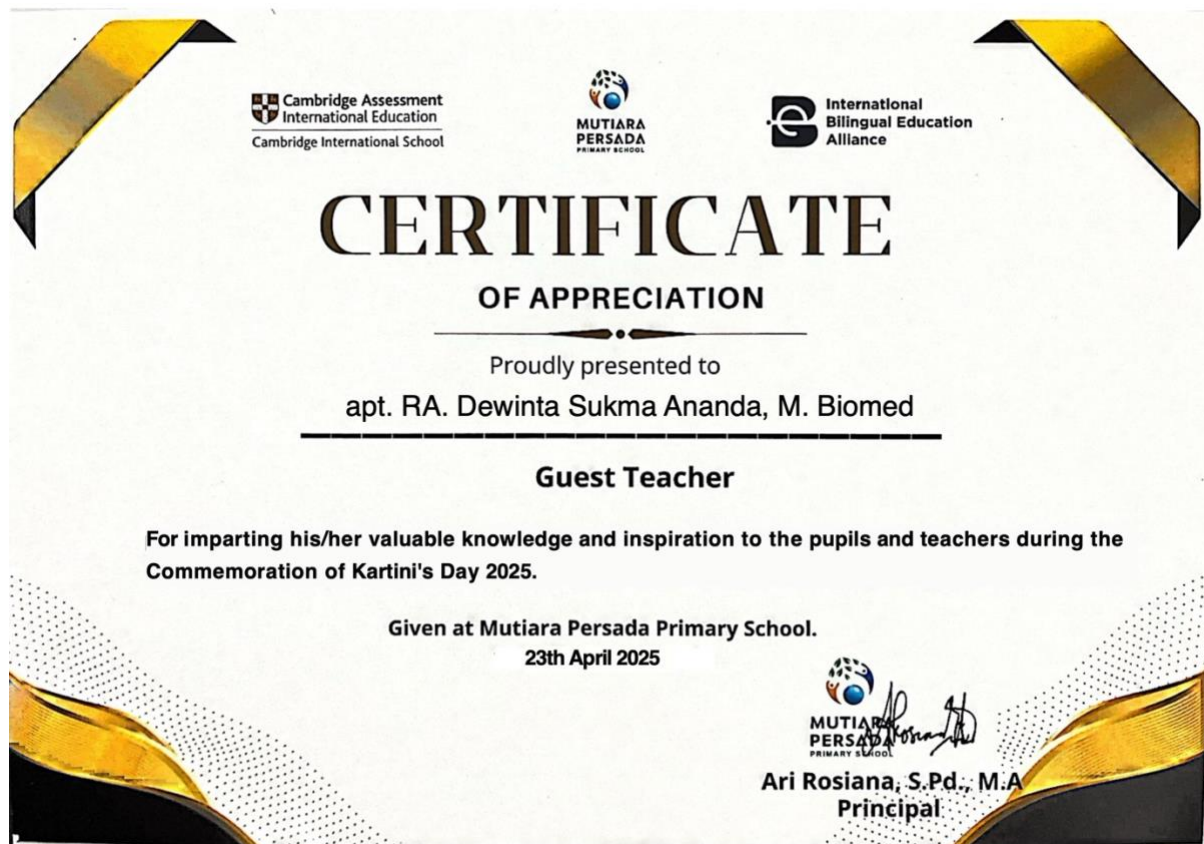 Cambridge Assessment
International Education
Cambridge International School
MUTIARA
PERSADA
PRIMARY SCHOOL
International
Bilingual Education
Alliance
CERTIFICATE
OF APPRECIATION
Proudly presented to
apt. RA. Dewinta Sukma Ananda, M. Biomed
Guest Teacher
For imparting his/her valuable knowledge and inspiration to the pupils and teachers during the
Commemoration of Kartini's Day 2025.
Given at Mutiara Persada Primary School.
23th April 2025
MUTIARA
PERSADA
PRIMARY SCHOOL
Ari Rosiana, S.Pd., M.A
Principal